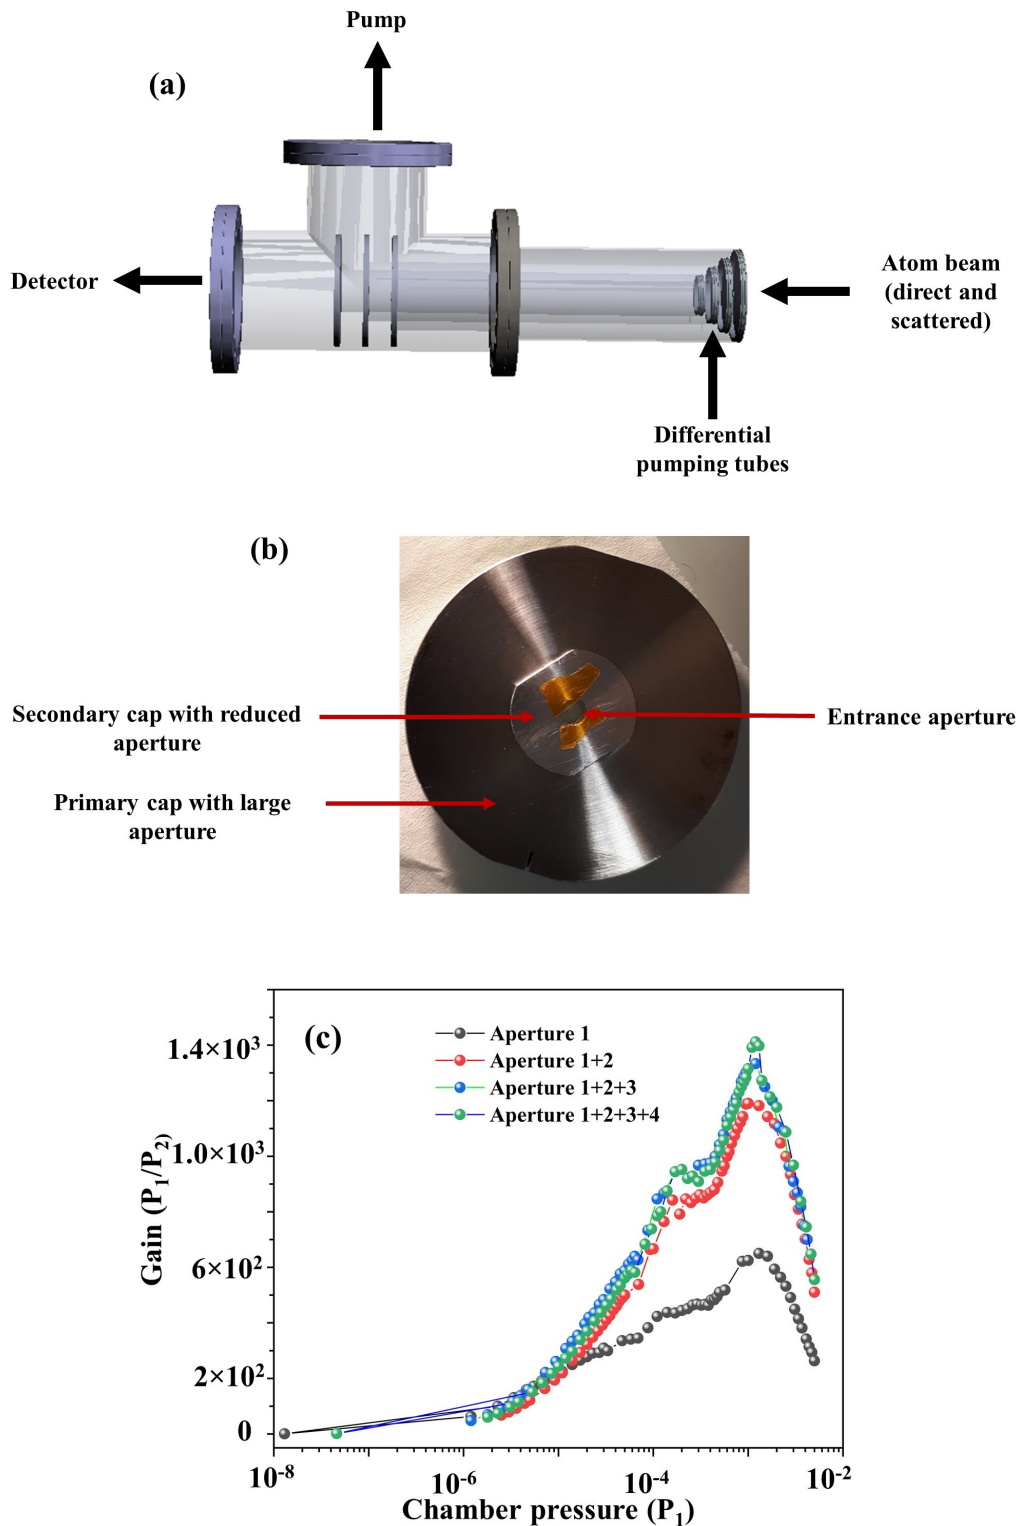 Pump
(a)
Detector
Atom beam
(direct and
scattered)
Differential
pumping tubes
(b)
Secondary cap with reduced
aperture
Entrance aperture
Primary cap with large
aperture
(c)
Aperture 1
Aperture 1+2
Aperture 1+2+3
Aperture 1+2+3+4
Gain (P₁/P₂)
1.4×10³
1.0×10³
6×10²
2×10²
0
10⁻⁸
10⁻⁶
10⁻⁴
10⁻²
Chamber pressure (P₁)